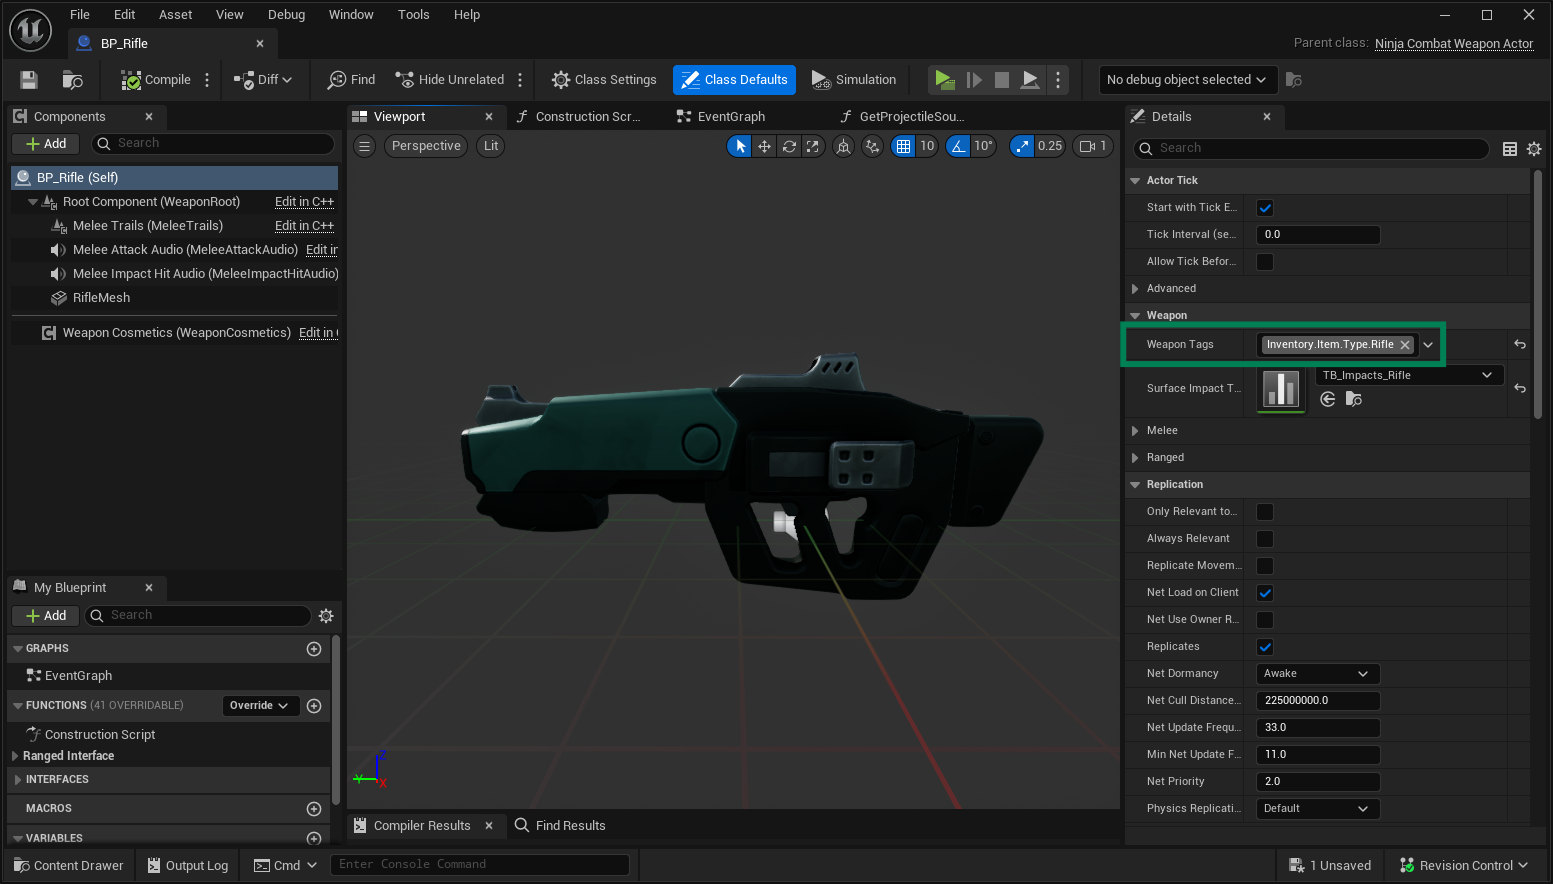 File Edit Asset View Debug Window Tools Help
BP_Rifle
Parent class: Ninja Combat Weapon Actor
Compile Diff Find Hide Unrelated Class Settings Class Defaults Simulation No debug object selected
Components
Add Search
BP_Rifle (Self)
Root Component (WeaponRoot) Edit in C++
Melee Trails (MeleeTrails) Edit in C++
Melee Attack Audio (MeleeAttackAudio) Edit in
Melee Impact Hit Audio (MeleeImpactHitAudio)
RifleMesh
Weapon Cosmetics (WeaponCosmetics) Edit in
My Blueprint
Add Search
GRAPHS
EventGraph
FUNCTIONS (41 OVERRIDABLE) Override
Construction Script
Ranged Interface
INTERFACES
MACROS
VARIABLES
Viewport Construction Scr... EventGraph GetProjectileSou...
Perspective Lit 10 10° 0.25 1
Z
Y
X
Compiler Results Find Results
Details
Search
Actor Tick
Start with Tick E...
Tick Interval (se... 0.0
Allow Tick Befor...
Advanced
Weapon
Weapon Tags Inventory.Item.Type.Rifle
Surface Impact T... TB_Impacts_Rifle
Melee
Ranged
Replication
Only Relevant to...
Always Relevant
Replicate Movem...
Net Load on Client
Net Use Owner R...
Replicates
Net Dormancy Awake
Net Cull Distance... 225000000.0
Net Update Frequ... 33.0
Min Net Update F... 11.0
Net Priority 2.0
Physics Replicati... Default
Content Drawer Output Log Cmd Enter Console Command 1 Unsaved Revision Control